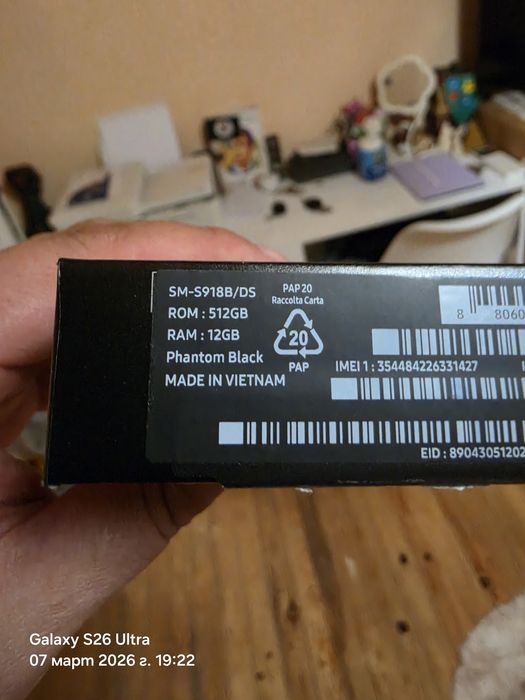 SM-S918B/DS
ROM : 512GB
RAM : 12GB
Phantom Black
MADE IN VIETNAM
PAP 20
Raccolta Carta
20
PAP
8 8060
IMEI 1 : 354484226331427
EID : 8904305120
Galaxy S26 Ultra
07 март 2026 г. 19:22